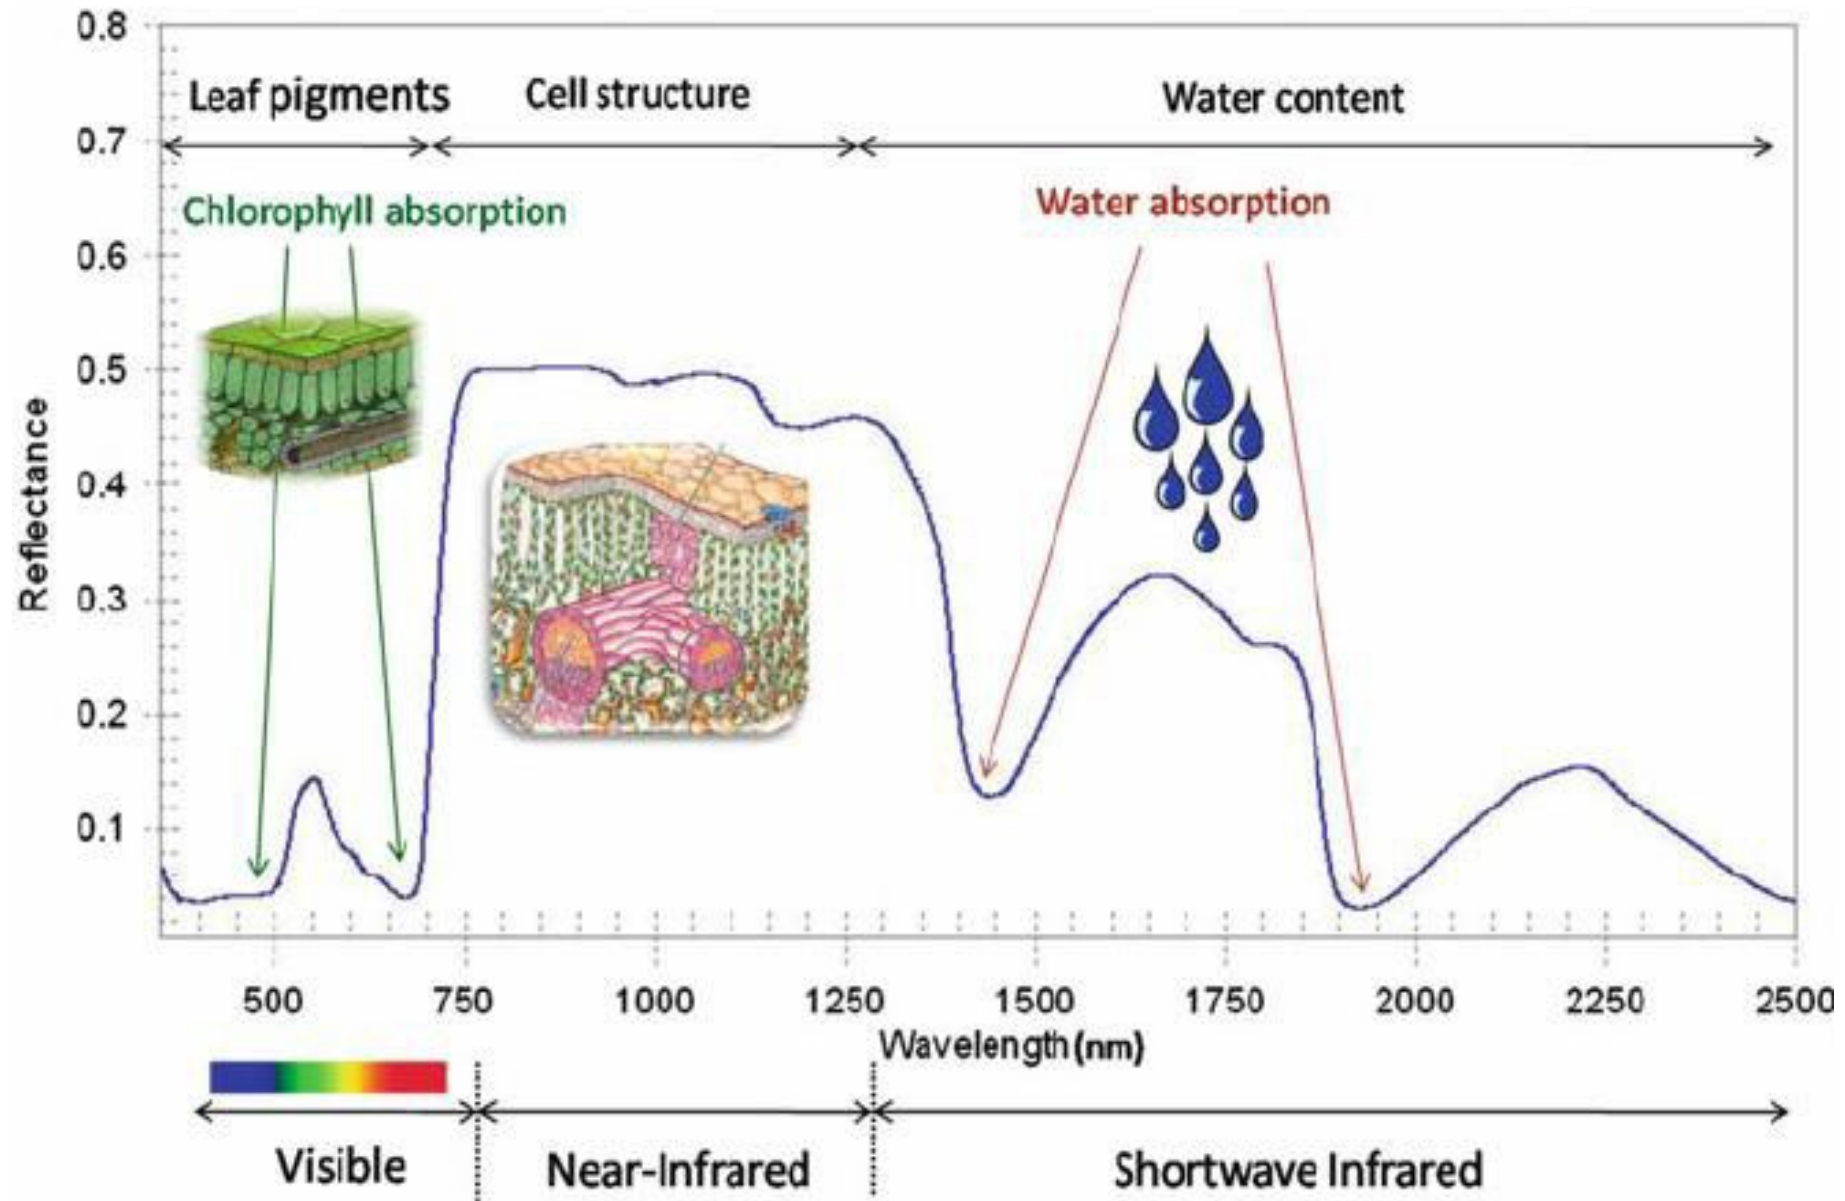 0.8
Leaf pigments Cell structure Water content
0.7
Chlorophyll absorption Water absorption
0.6
0.5
0.4
0.3
0.2
0.1
Reflectance
500 750 1000 1250 1500 1750 2000 2250 2500
Wavelength(nm)
Visible Near-Infrared Shortwave Infrared